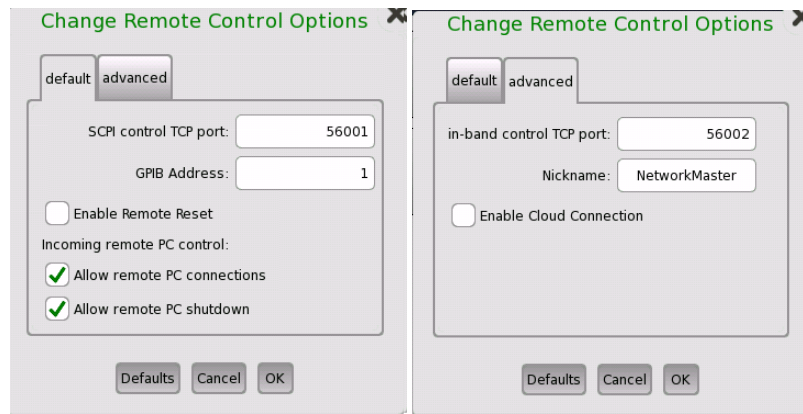 Change Remote Control Options
default advanced
SCPI control TCP port: 56001
GPIB Address: 1
Enable Remote Reset
Incoming remote PC control:
Allow remote PC connections
Allow remote PC shutdown
Defaults Cancel OK
Change Remote Control Options
default advanced
in-band control TCP port: 56002
Nickname: NetworkMaster
Enable Cloud Connection
Defaults Cancel OK